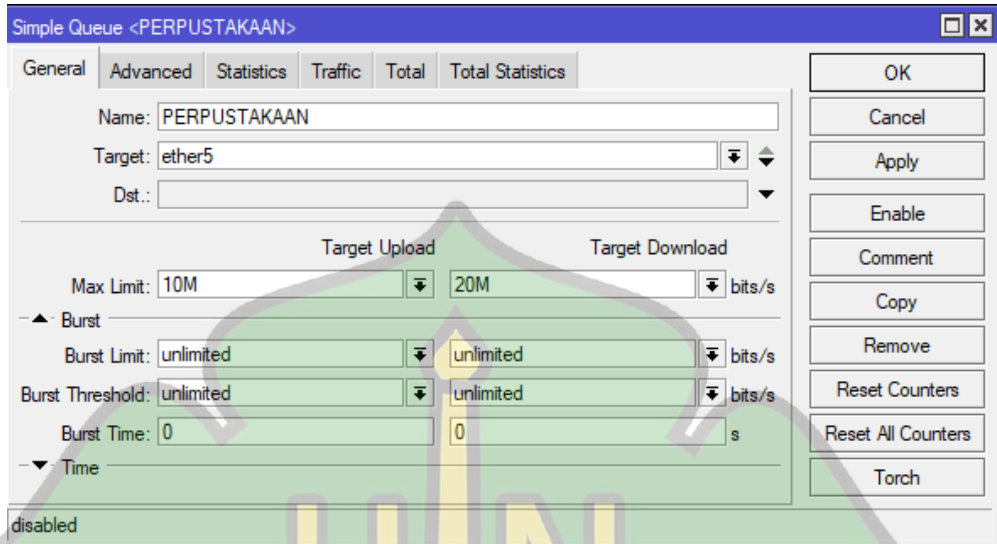 Simple Queue <PERPUSTAKAAN>
General Advanced Statistics Traffic Total Total Statistics
Name: PERPUSTAKAAN
Target: ether5
Dst.:
Target Upload Target Download
Max Limit: 10M 20M bits/s
Burst
Burst Limit: unlimited unlimited bits/s
Burst Threshold: unlimited unlimited bits/s
Burst Time: 0 0 s
Time
OK
Cancel
Apply
Enable
Comment
Copy
Remove
Reset Counters
Reset All Counters
Torch
disabled
UIN